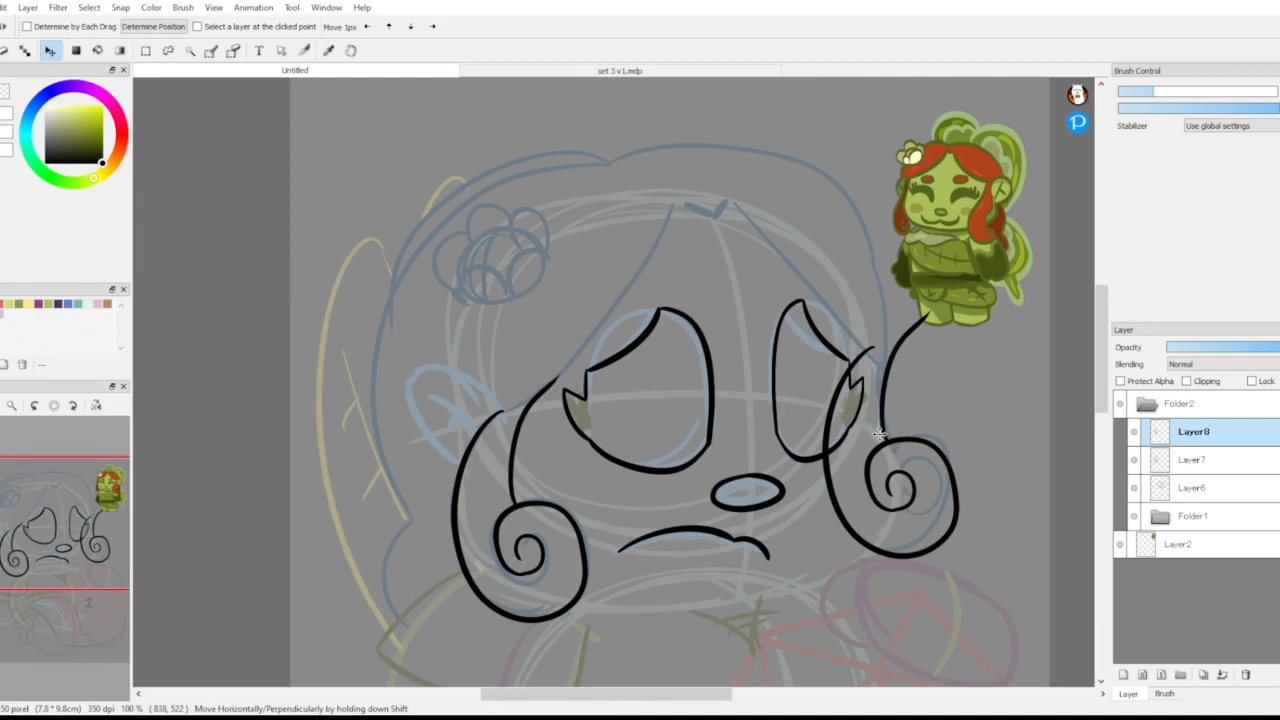 Filter Select Snap Color Brush View Animation Layer Tool Window Help
Determine by Each Drag Determine Position Select a layer at the clicked point Move 1px
T
Untitled set 3 v1.mdp
Brush Control
Stabilizer Use global settings
Layer
Opacity
Blending Normal
Protect Alpha Clipping Lock
Folder2
Layer8
Layer7
Layer6
Folder1
Layer2
Layer Brush
pixel (7.8 * 9.8cm) 350 dpi 100 % ( 838, 522 ) Move Horizontally/Perpendicularly by holding down Shift